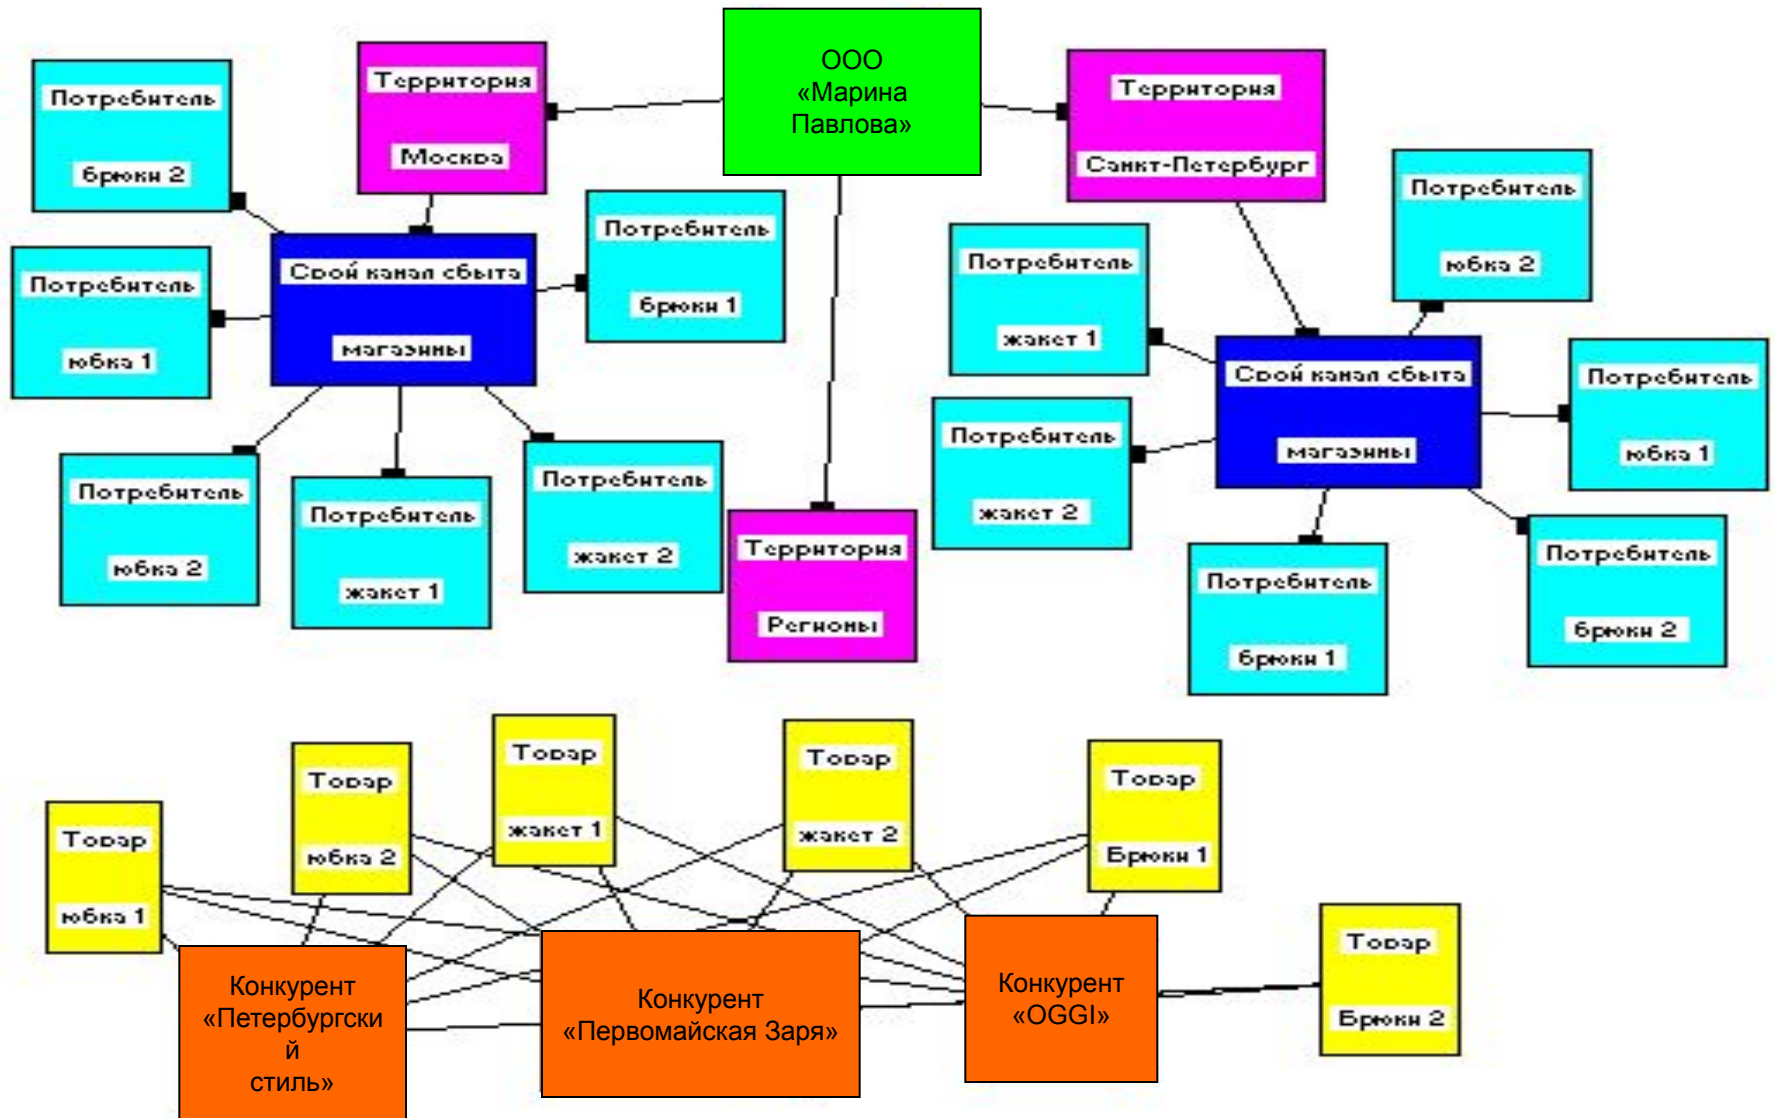 ООО
«Марина
Павлова»
Территория
Москва
Территория
Санкт-Петербург
Потребитель
брюки 2
Потребитель
юбка 1
Свой канал сбыта
магазины
Потребитель
брюки 1
Потребитель
юбка 2
Потребитель
жакет 1
Потребитель
жакет 2
Территория
Регионы
Потребитель
юбка 2
Потребитель
жакет 1
Потребитель
жакет 2
Свой канал сбыта
магазины
Потребитель
юбка 1
Потребитель
брюки 1
Потребитель
брюки 2
Товар
юбка 1
Товар
юбка 2
Товар
жакет 1
Товар
жакет 2
Товар
Брюки 1
Товар
Брюки 2
Конкурент
«Петербургски
й
стиль»
Конкурент
«Первомайская Заря»
Конкурент
«OGGI»